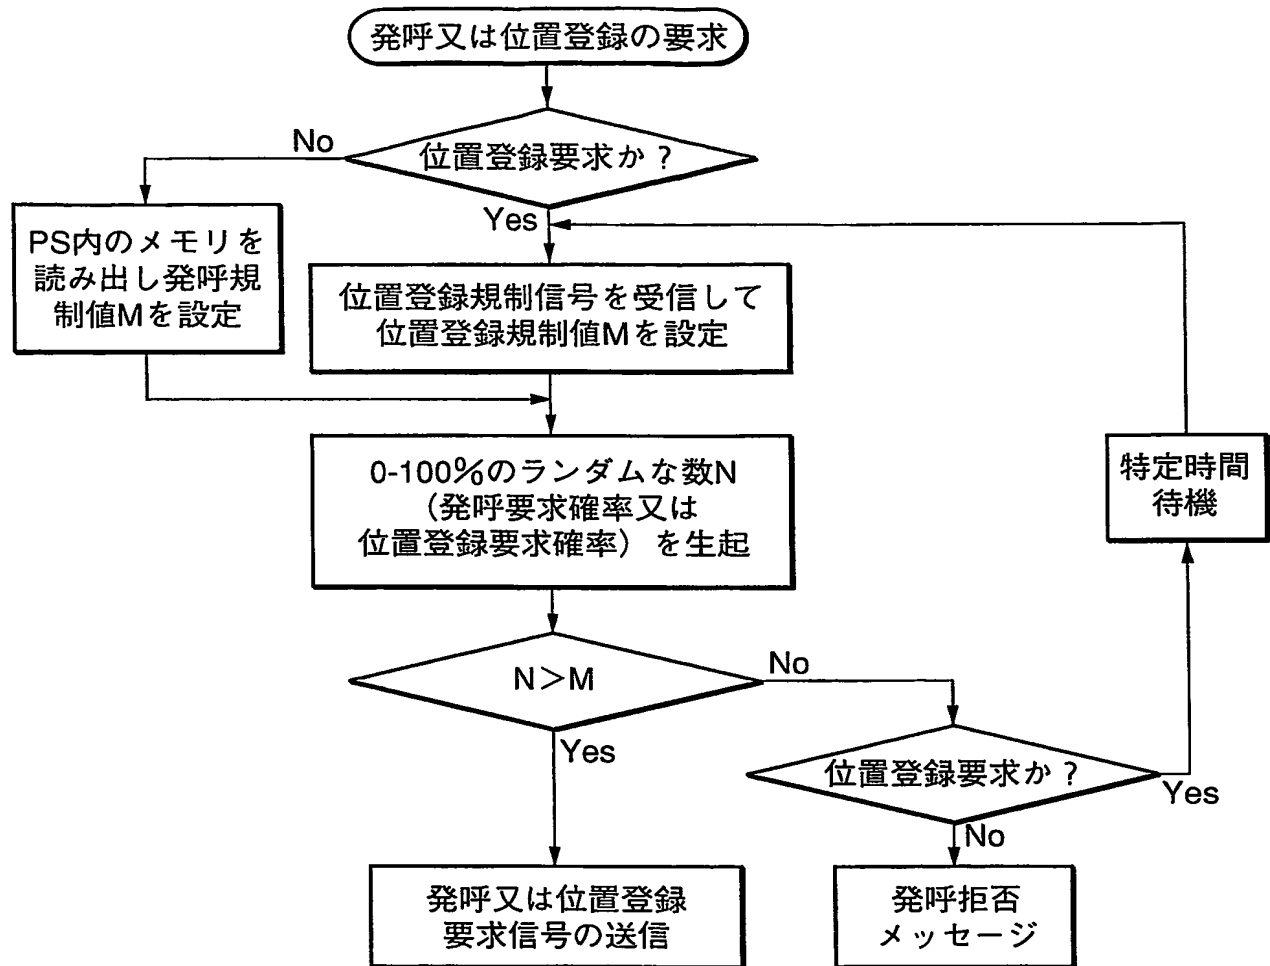 発呼又は位置登録の要求
No
位置登録要求か？
Yes
PS内のメモリを
読み出し発呼規
制値Mを設定
位置登録規制信号を受信して
位置登録規制値Mを設定
0-100%のランダムな数N
（発呼要求確率又は
位置登録要求確率）を生起
特定時間
待機
N＞M
No
Yes
位置登録要求か？
Yes
No
発呼又は位置登録
要求信号の送信
発呼拒否
メッセージ